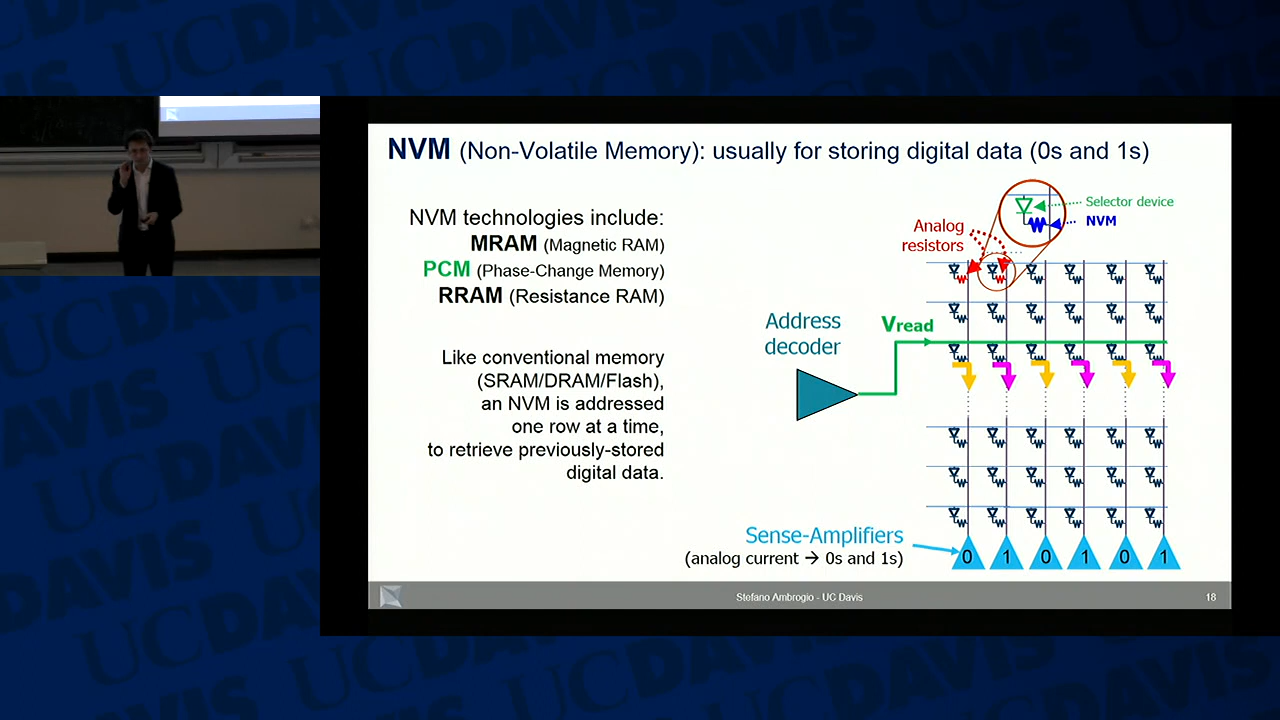 UC DAVIS
NVM (Non-Volatile Memory): usually for storing digital data (0s and 1s)
NVM technologies include:
MRAM (Magnetic RAM)
PCM (Phase-Change Memory)
RRAM (Resistance RAM)
Like conventional memory
(SRAM/DRAM/Flash),
an NVM is addressed
one row at a time,
to retrieve previously-stored
digital data.
Selector device
NVM
Analog
resistors
Address
decoder
Vread
Sense-Amplifiers
(analog current → 0s and 1s)
0 1 0 1 0 1
Stefano Ambrogio - UC Davis
18